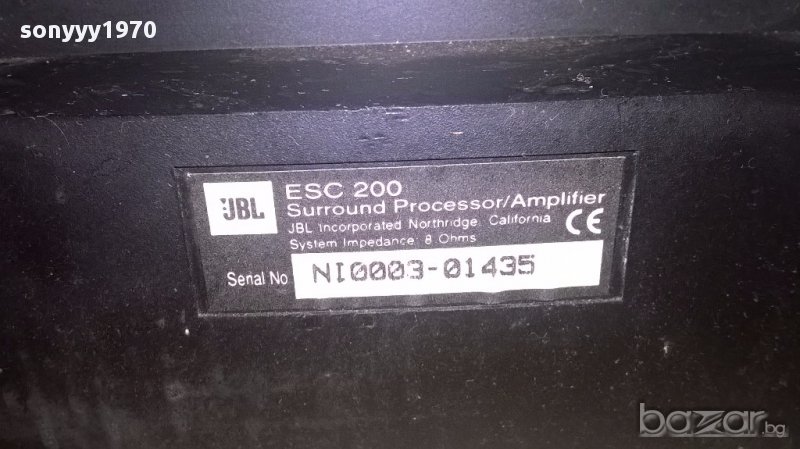 sonyyy1970
JBL
ESC 200
Surround Processor/Amplifier
JBL Incorporated Northridge, California
CE
System Impedance: 8 Ohms
Serial No
NI0003-01435
bazar.bg